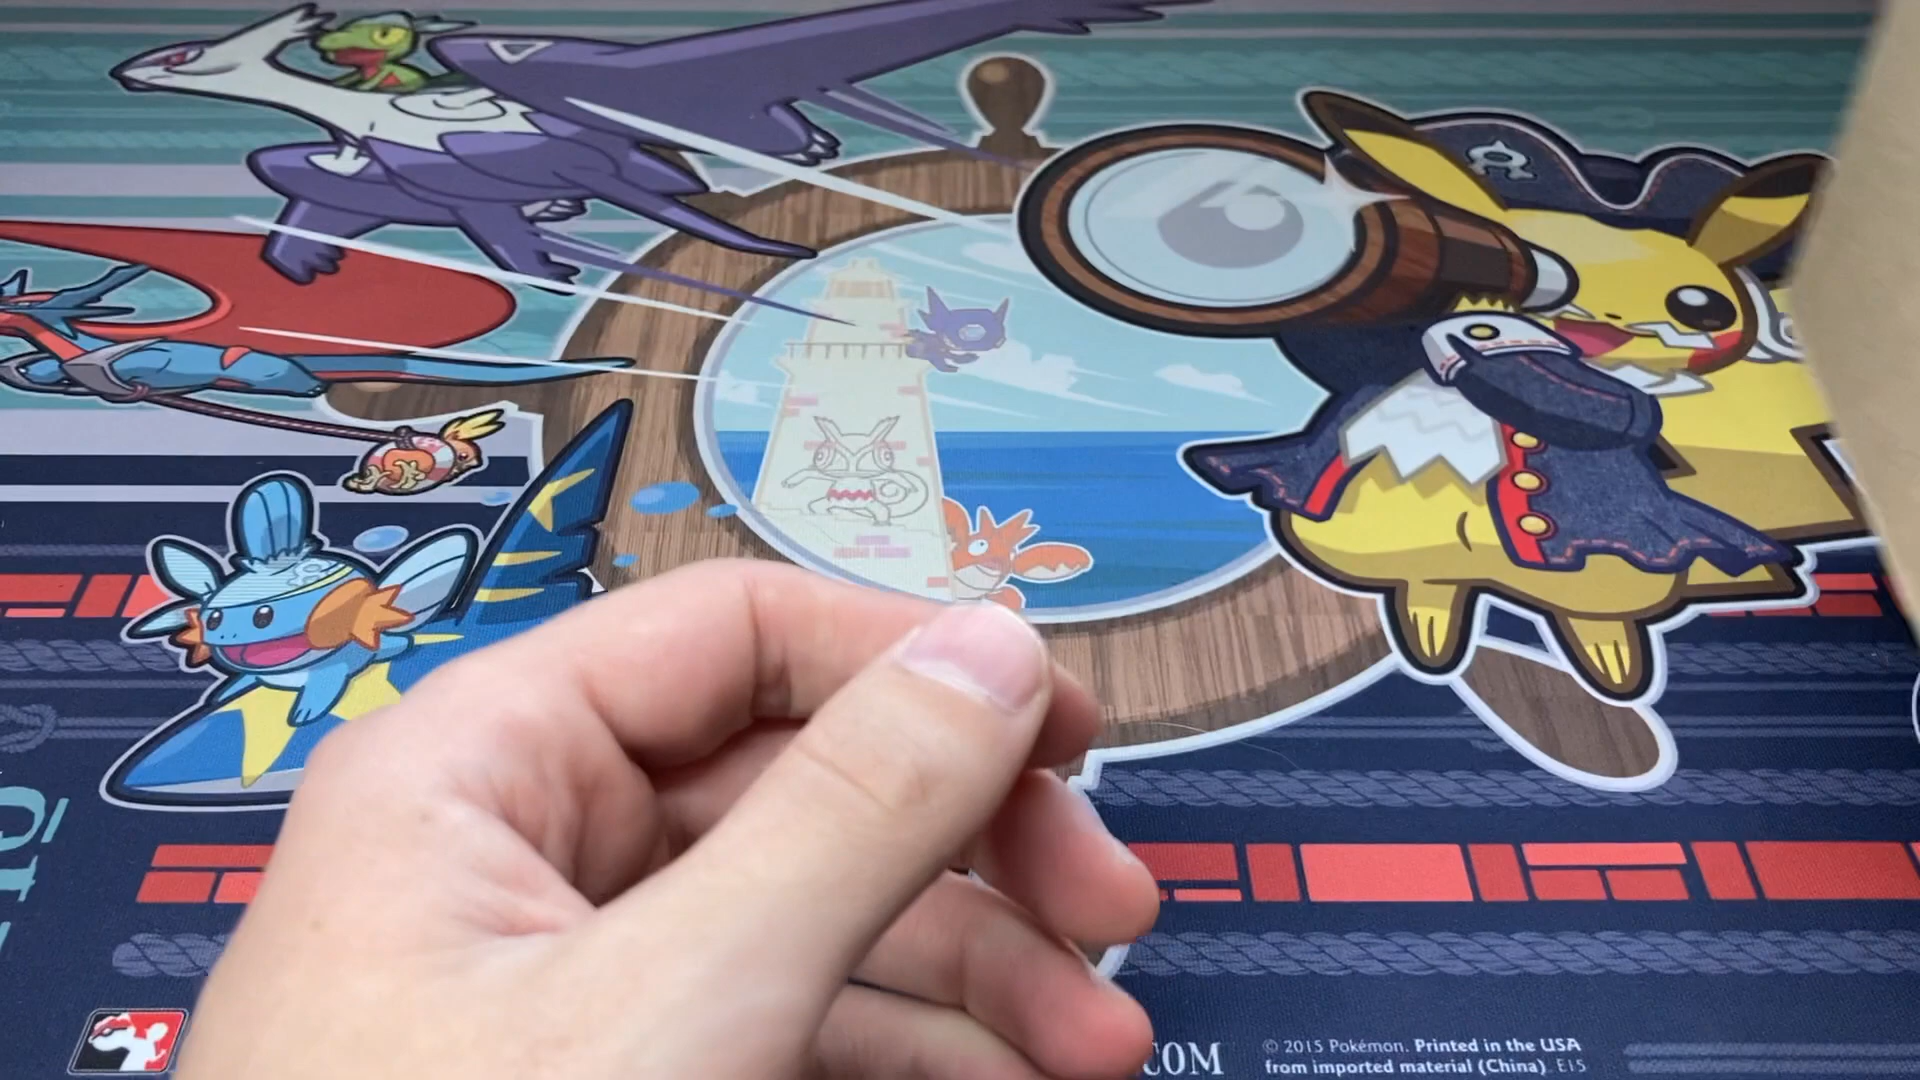 COM
© 2015 Pokémon. Printed in the USA
from imported material (China) E15